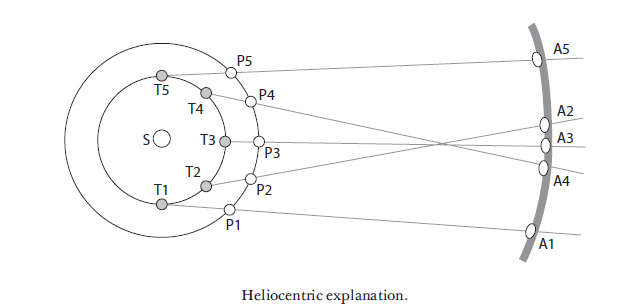 A5
P5
T5
P4
T4
A2
S
T3
A3
P3
T2
A4
T1
P2
P1
A1
Heliocentric explanation.